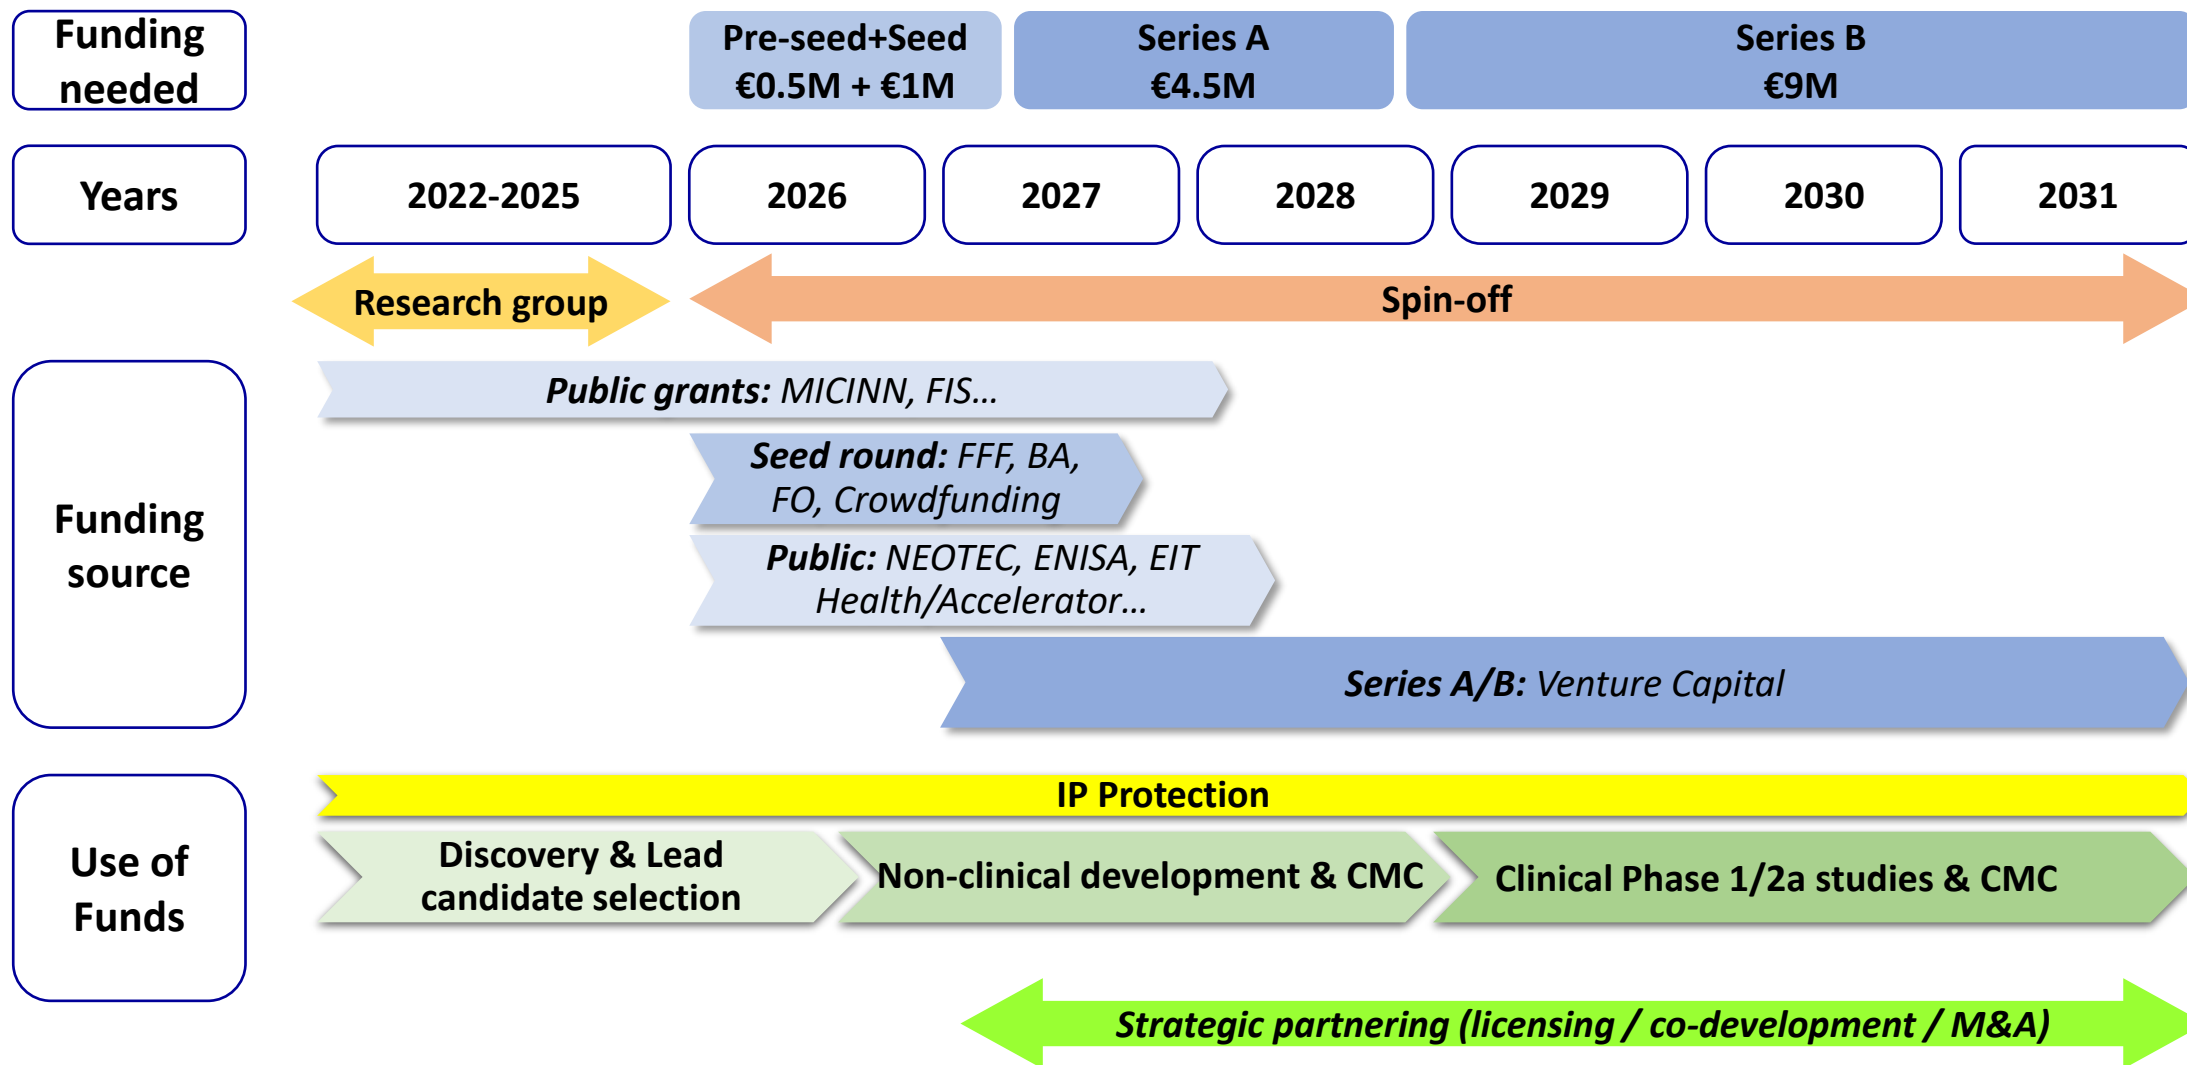 Funding
needed
Pre-seed+Seed
€0.5M + €1M
Series A
€4.5M
Series B
€9M
Years
2022-2025
2026
2027
2028
2029
2030
2031
Research group
Spin-off
Funding
source
Public grants: MICINN, FIS...
Seed round: FFF, BA,
FO, Crowdfunding
Public: NEOTEC, ENISA, EIT
Health/Accelerator...
Series A/B: Venture Capital
Use of
Funds
IP Protection
Discovery & Lead
candidate selection
Non-clinical development & CMC
Clinical Phase 1/2a studies & CMC
Strategic partnering (licensing / co-development / M&A)